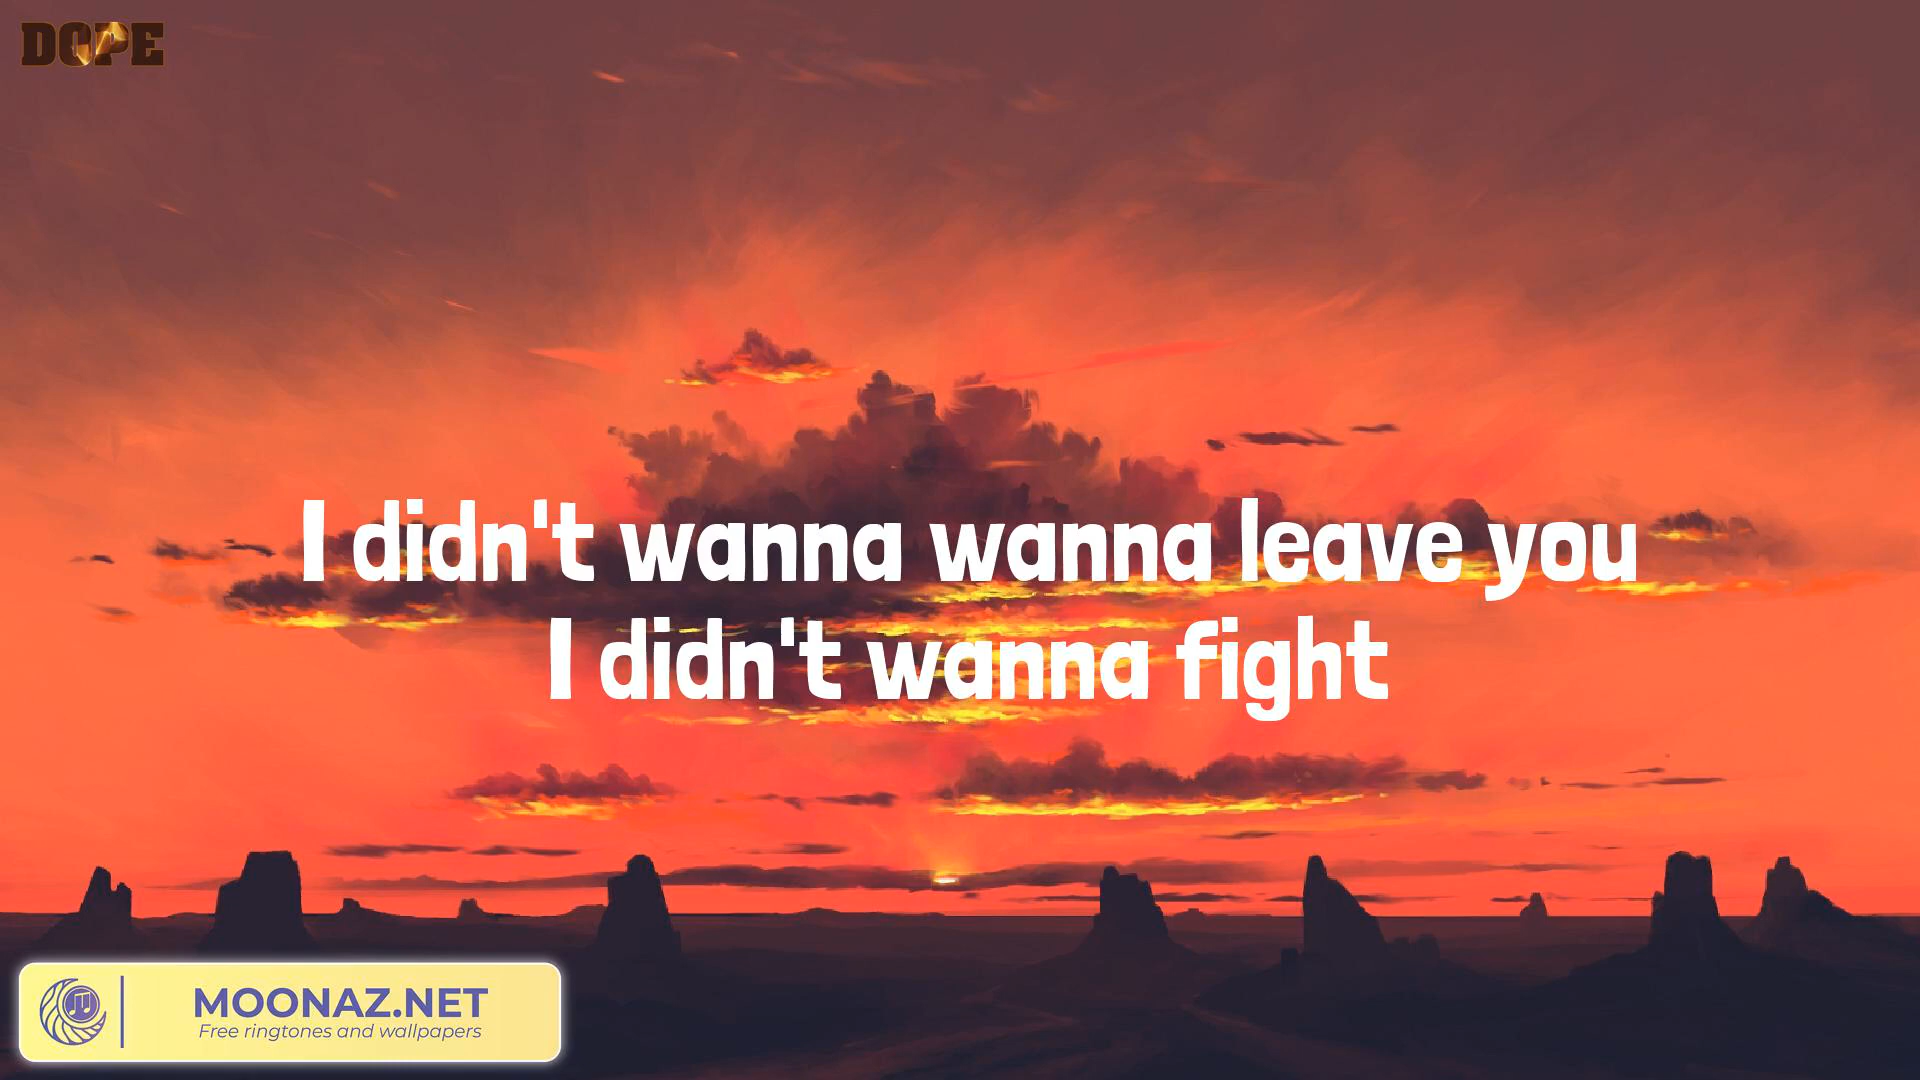 DOPE
I didn't wanna wanna leave you
I didn't wanna fight
MOONAZ.NET
Free ringtones and wallpapers